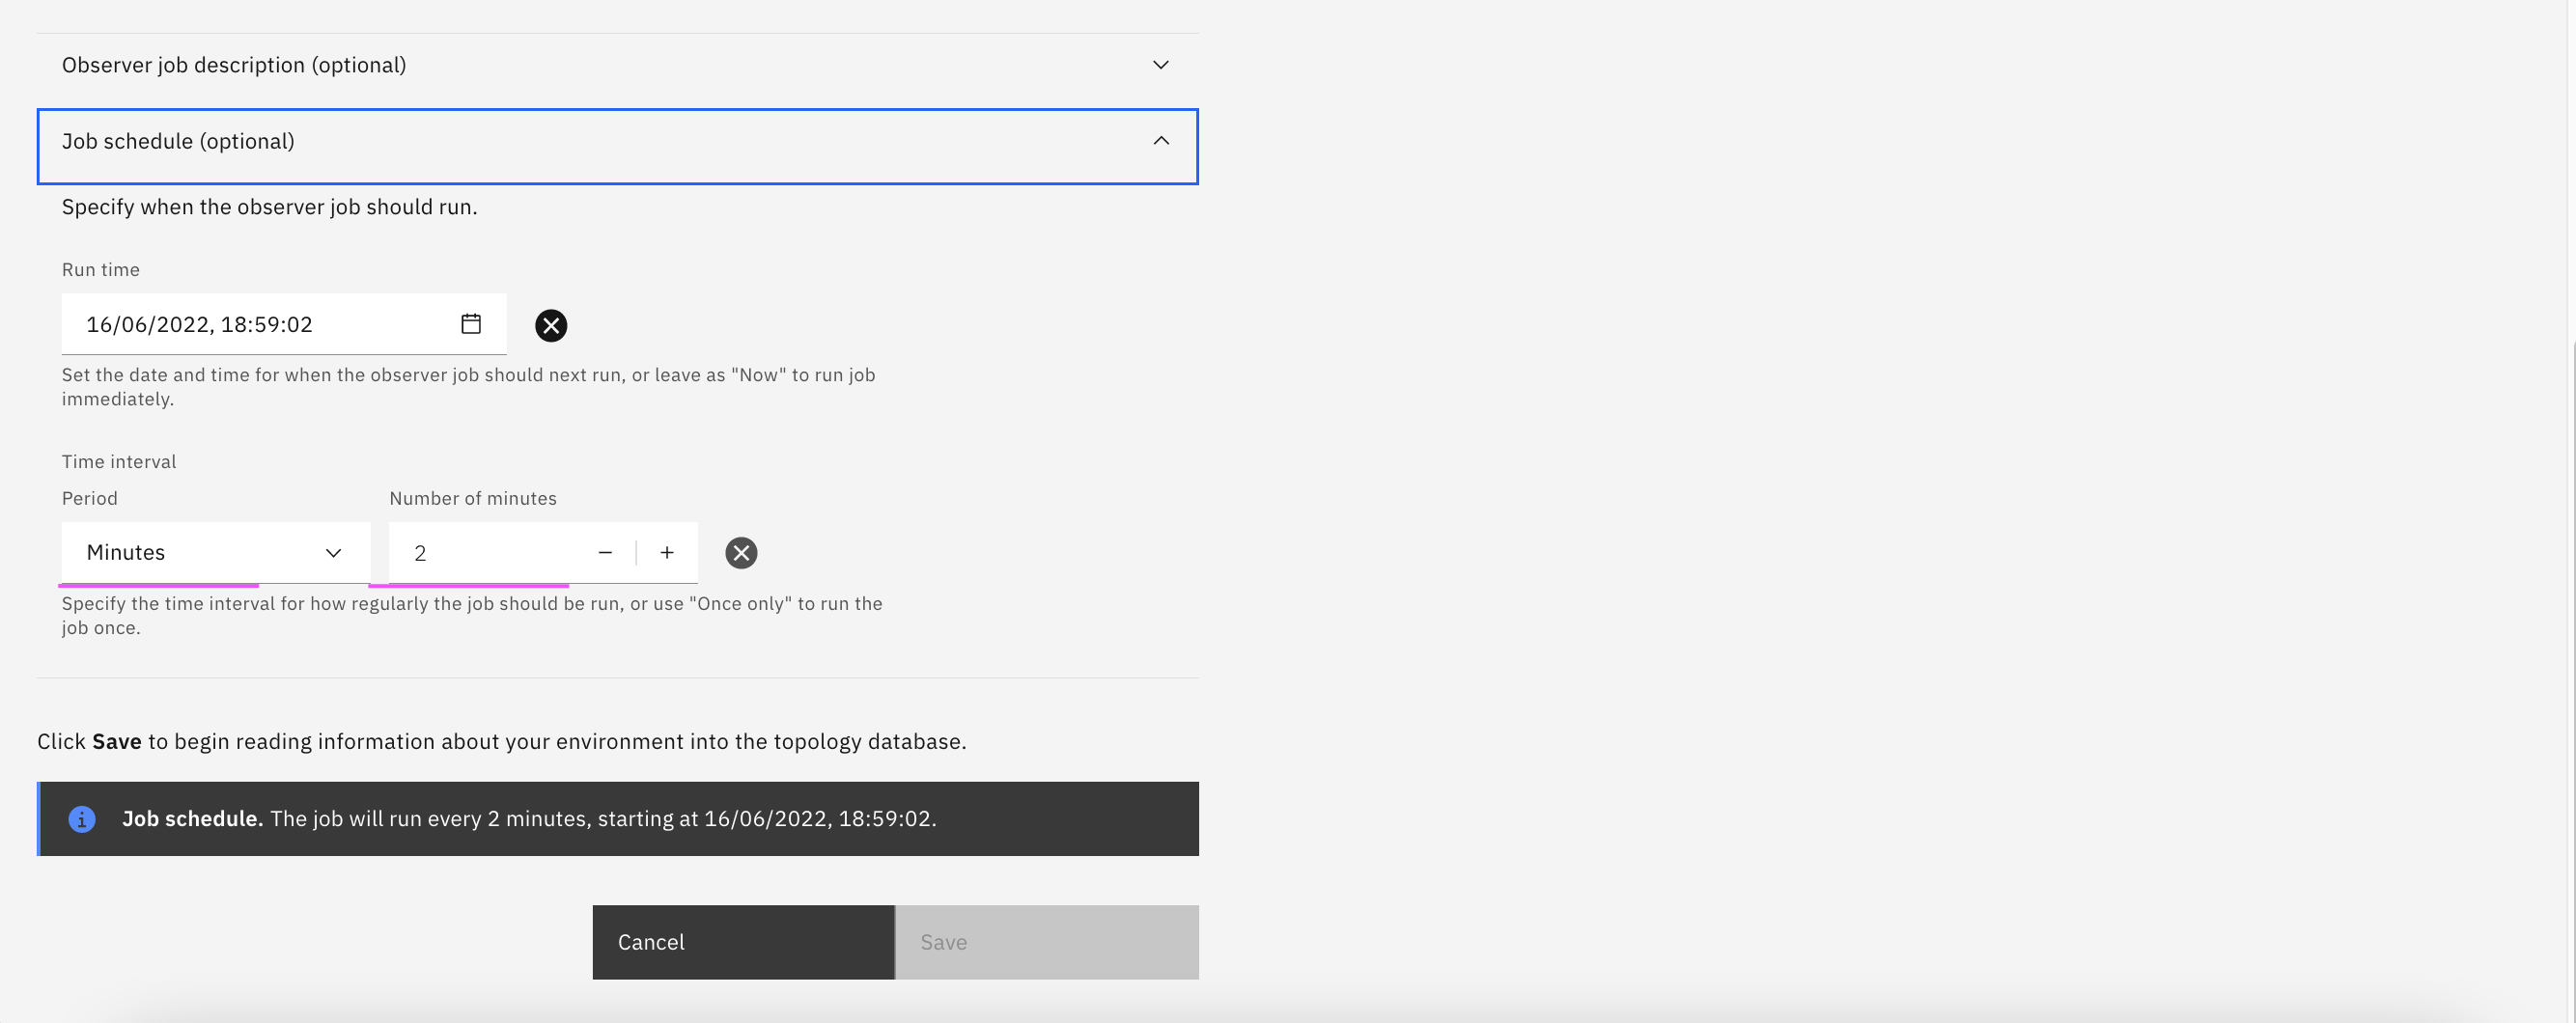 Observer job description (optional)
Job schedule (optional)
Specify when the observer job should run.
Run time
16/06/2022, 18:59:02
Set the date and time for when the observer job should next run, or leave as "Now" to run job
immediately.
Time interval
Period
Number of minutes
Minutes
2
Specify the time interval for how regularly the job should be run, or use "Once only" to run the
job once.
Click Save to begin reading information about your environment into the topology database.
Job schedule. The job will run every 2 minutes, starting at 16/06/2022, 18:59:02.
Cancel
Save